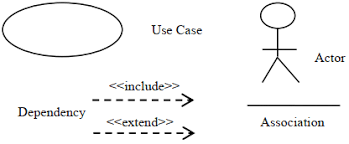 Use Case
Actor
<<include>>
Dependency
<<extend>>
Association